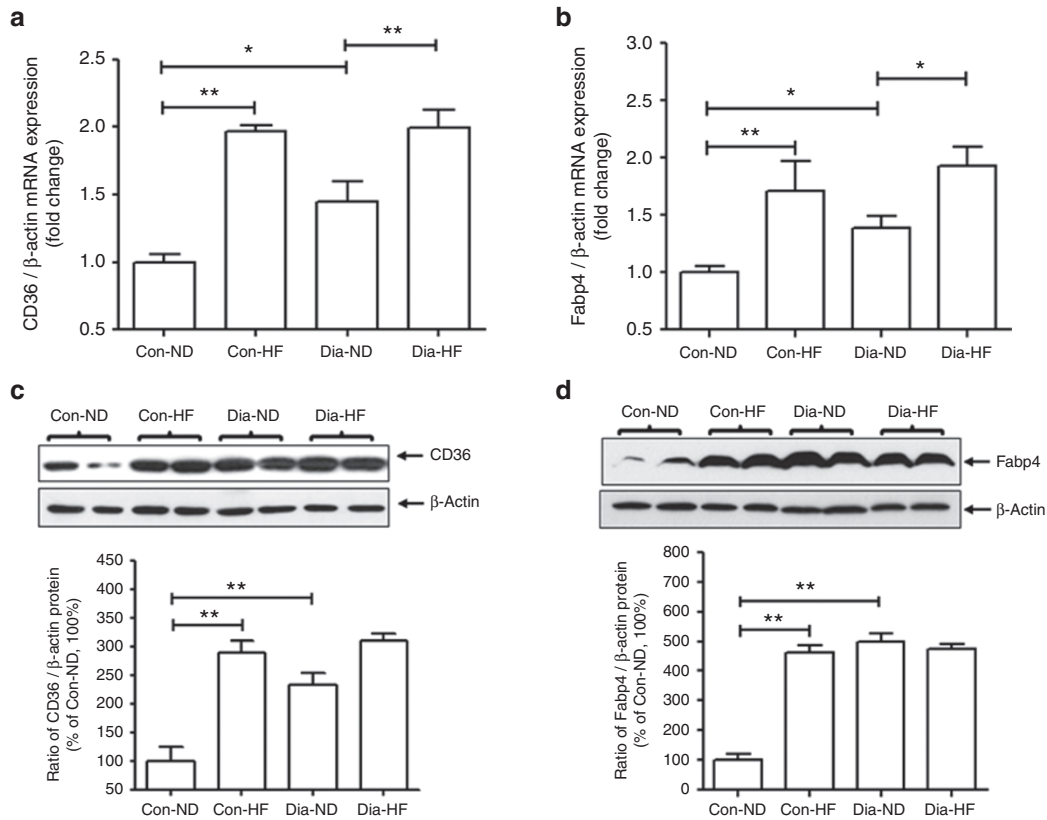 a
CD36 / β-actin mRNA expression
(fold change)
2.5
2.0
1.5
1.0
0.5
*
**
**
Con-ND Con-HF Dia-ND Dia-HF
b
Fabp4 / β-actin mRNA expression
(fold change)
3.0
2.5
2.0
1.5
1.0
0.5
*
*
**
Con-ND Con-HF Dia-ND Dia-HF
c
Con-ND Con-HF Dia-ND Dia-HF
CD36
β-Actin
Ratio of CD36 / β-actin protein
(% of Con-ND, 100%)
450
400
350
300
250
200
150
100
50
**
**
Con-ND Con-HF Dia-ND Dia-HF
d
Con-ND Con-HF Dia-ND Dia-HF
Fabp4
β-Actin
Ratio of Fabp4 / β-actin protein
(% of Con-ND, 100%)
800
700
600
500
400
300
200
100
0
**
**
Con-ND Con-HF Dia-ND Dia-HF